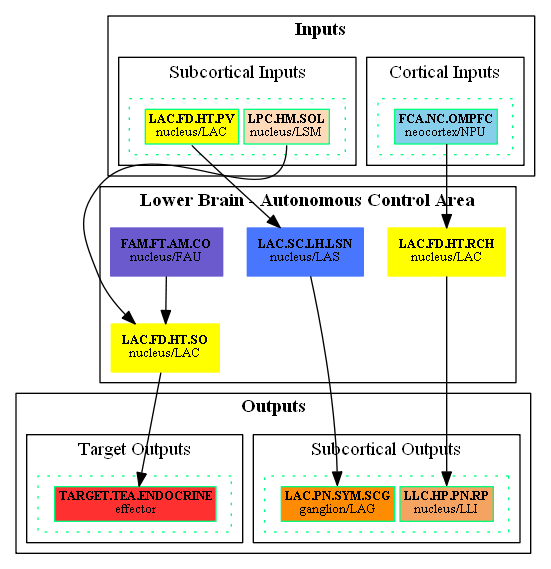 Inputs
Subcortical Inputs
Cortical Inputs
LAC.FD.HT.PV
nucleus/LAC
LPC.HM.SOL
nucleus/LSM
FCA.NC.OMPFC
neocortex/NPU
Lower Brain - Autonomous Control Area
FAM.FT.AM.CO
nucleus/FAU
LAC.SC.LH.LSN
nucleus/LAS
LAC.FD.HT.RCH
nucleus/LAC
LAC.FD.HT.SO
nucleus/LAC
Outputs
Target Outputs
Subcortical Outputs
TARGET.TEA.ENDOCRINE
effector
LAC.PN.SYM.SCG
ganglion/LAG
LLC.HP.PN.RP
nucleus/LLI